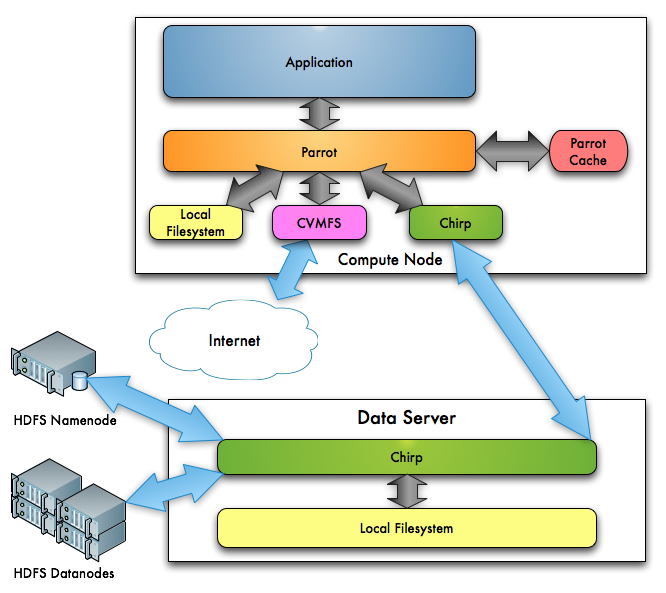 Application
Parrot
Parrot
Cache
Local
Filesystem
CVMFS
Chirp
Compute Node
Internet
HDFS Namenode
Data Server
Chirp
Local Filesystem
HDFS Datanodes